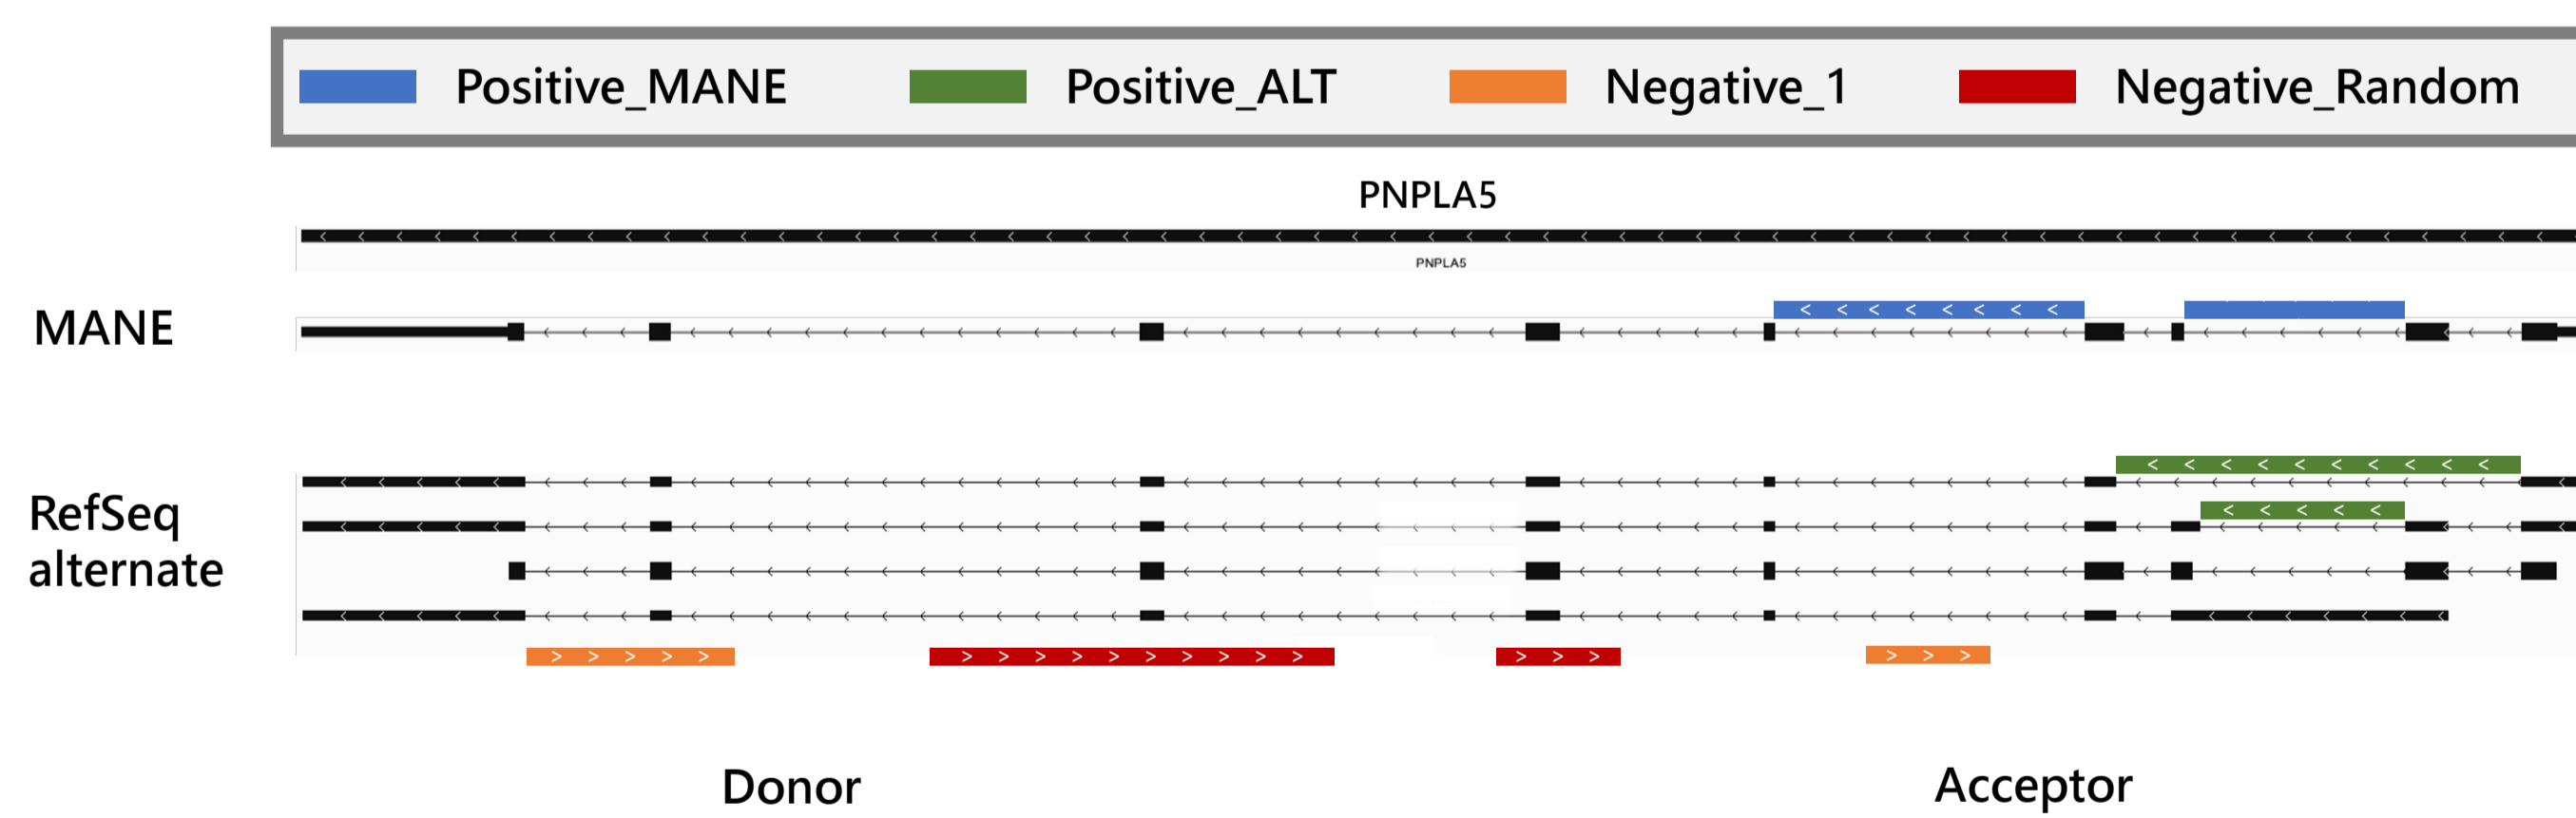 Positive_MANE Positive_ALT Negative_1 Negative_Random
PNPLA5
PNPLA5
MANE
RefSeq
alternate
Donor Acceptor